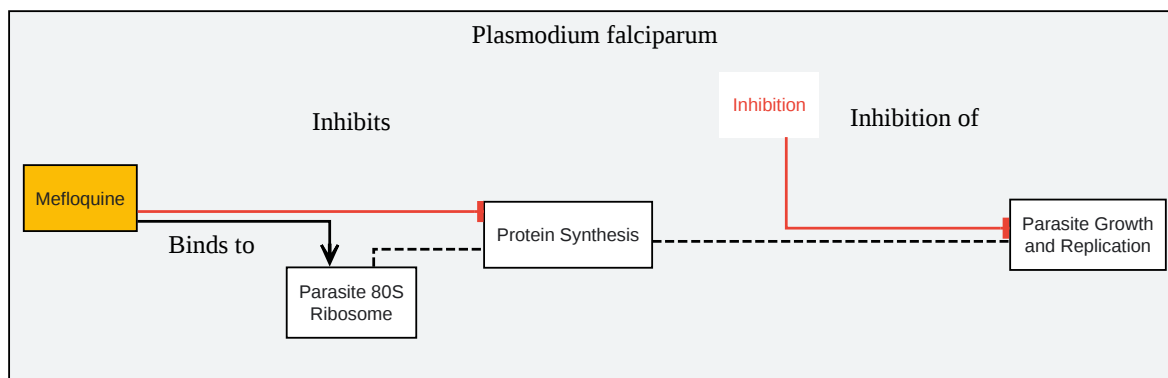 Plasmodium falciparum
Inhibition
Inhibition of
Inhibits
Mefloquine
Binds to
Protein Synthesis
Parasite Growth
and Replication
Parasite 80S
Ribosome